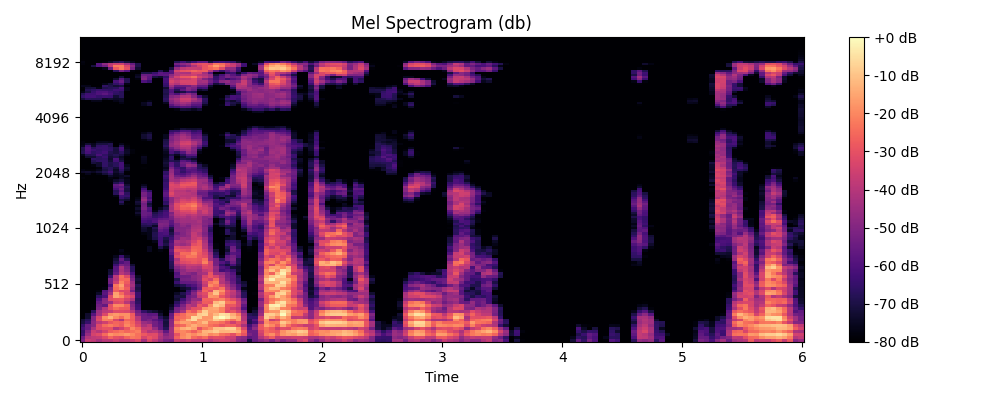 Mel Spectrogram (db)
Hz
8192
4096
2048
1024
512
0
0 1 2 3 4 5 6
Time
+0 dB
-10 dB
-20 dB
-30 dB
-40 dB
-50 dB
-60 dB
-70 dB
-80 dB